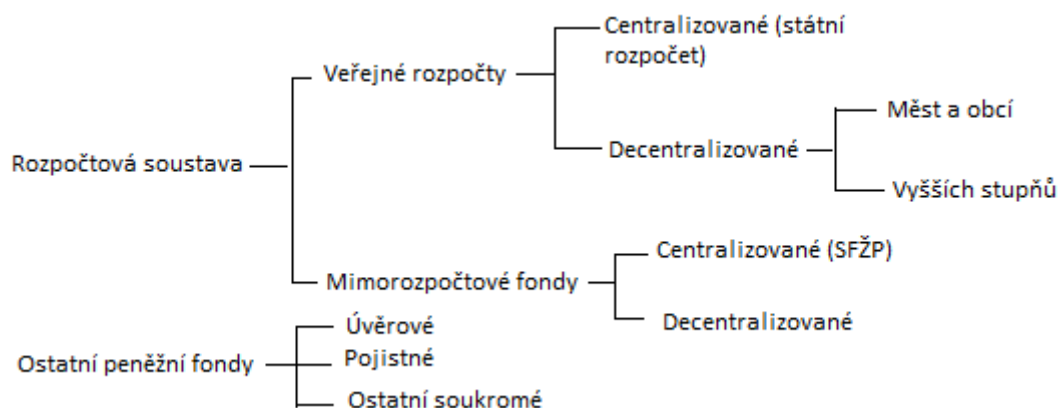 Centralizované (státní
rozpočet)
Veřejné rozpočty
Měst a obcí
Decentralizované
Rozpočtová soustava
Vyšších stupňů
Centralizované (SFŽP)
Mimorozpočtové fondy
Decentralizované
Úvěrové
Ostatní peněžní fondy
Pojistné
Ostatní soukromé